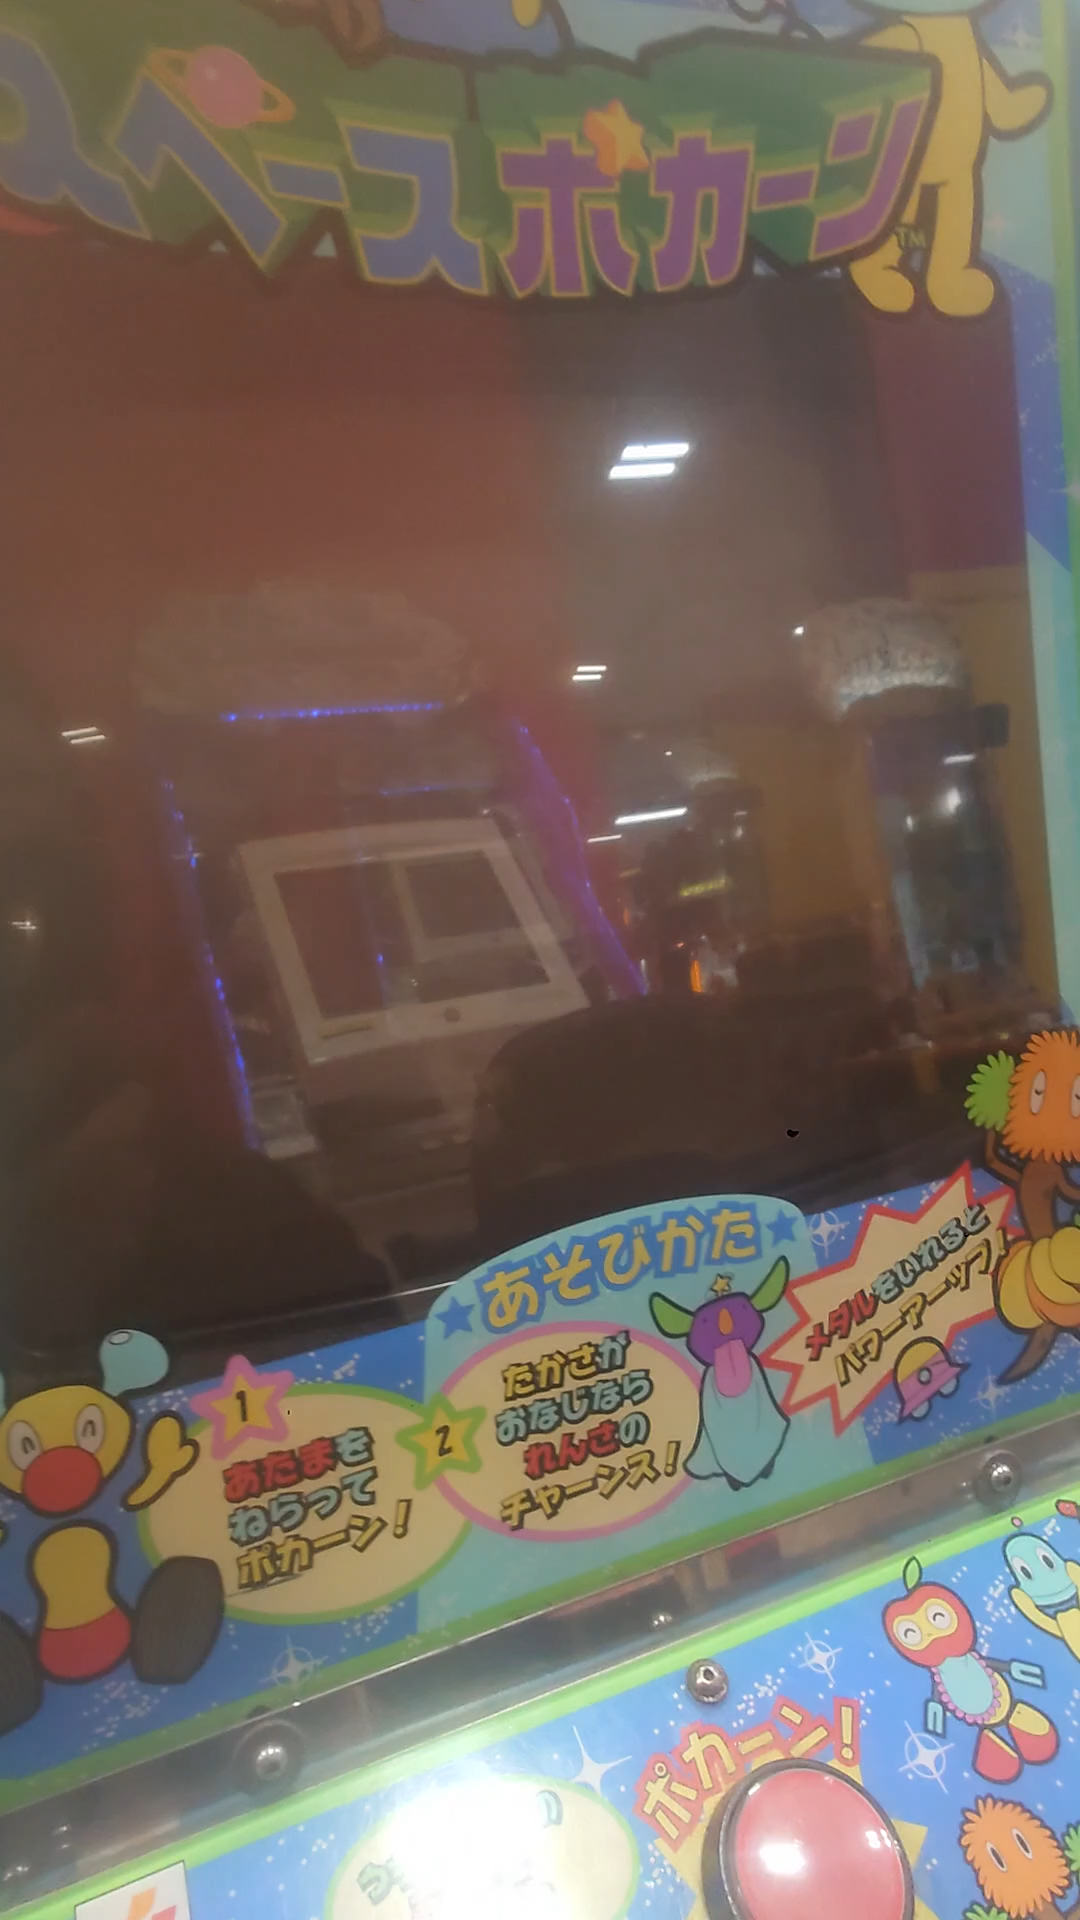 スペースポカーン
TM
あそびかた
1
あたまを
ねらって
ポカーン！
2
たかさが
おなじなら
れんさの
チャーンス！
メダルをいれると
パワーアーップ！
ポカーン！
の